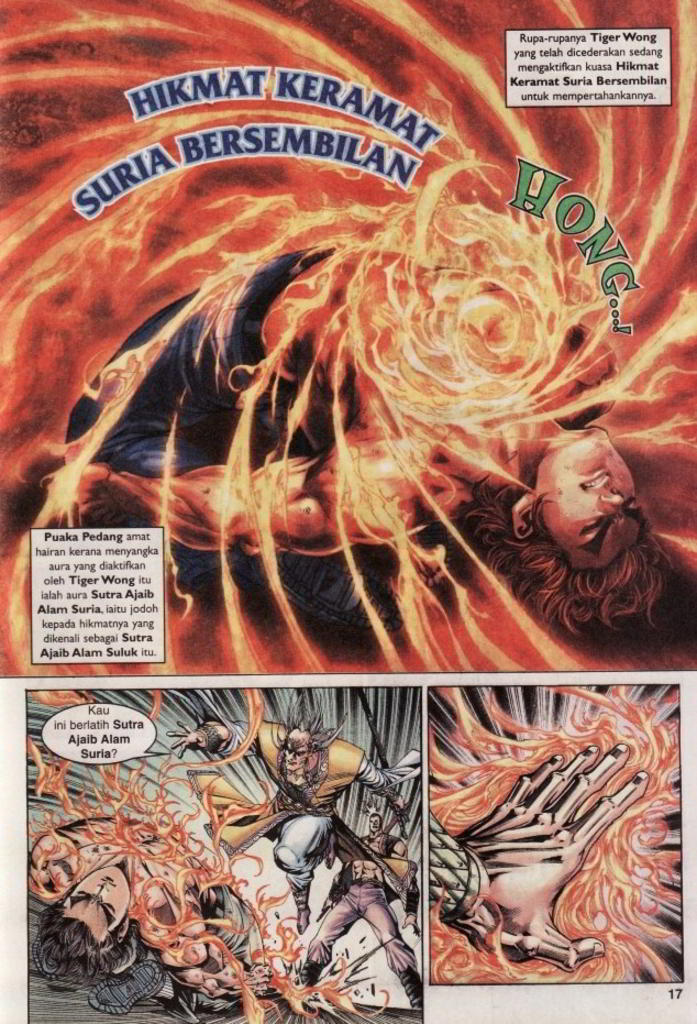 Rupa-rupanya Tiger Wong
yang telah dicederakan sedang
mengaktifkan kuasa Hikmat
Keramat Suria Bersembilan
untuk mempertahankannya.
HIKMAT KERAMAT
SURIA BERSEMBILAN
HONG...!
Puaka Pedang amat
hairan kerana menyangka
aura yang diaktifkan
oleh Tiger Wong itu
ialah aura Sutra Ajaib
Alam Suria, iaitu jodoh
kepada hikmatnya yang
dikenali sebagai Sutra
Ajaib Alam Suluk itu.
Kau
ini berlatih Sutra
Ajaib Alam
Suria?
17